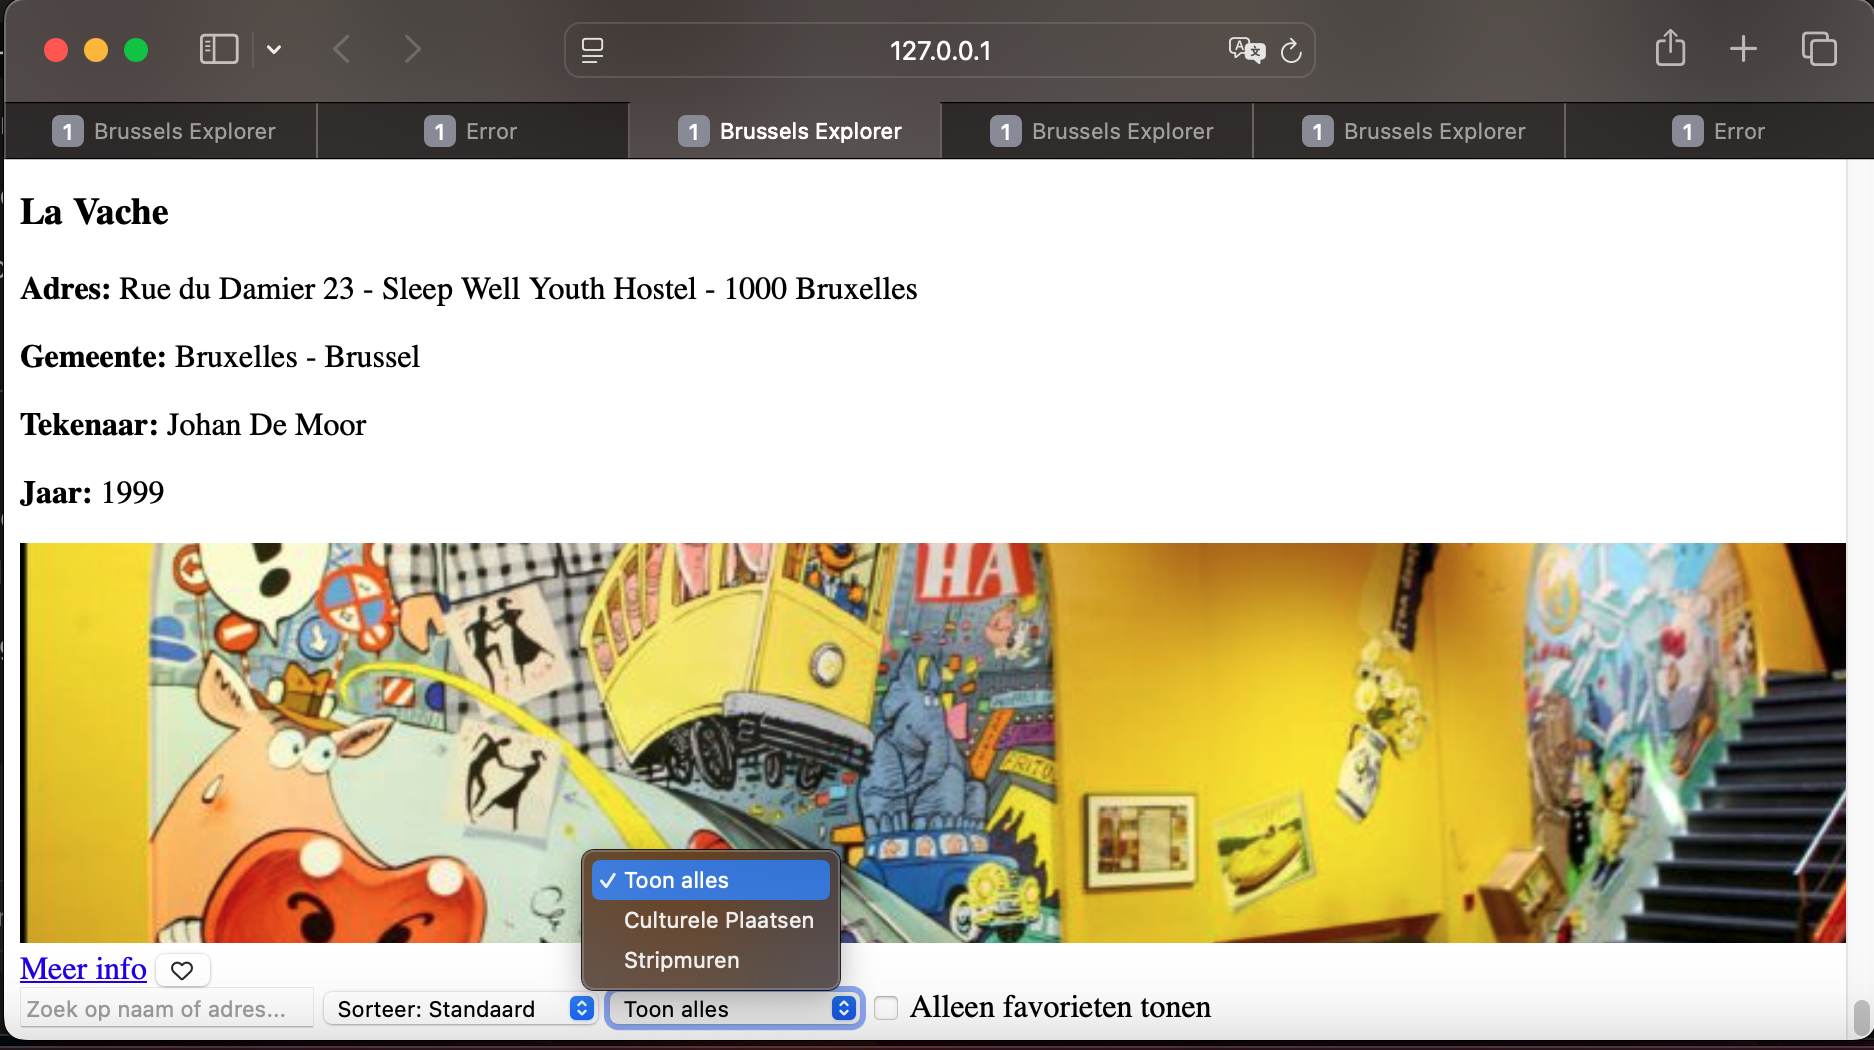 127.0.0.1
1 Brussels Explorer
1 Error
1 Brussels Explorer
1 Brussels Explorer
1 Brussels Explorer
1 Error
La Vache
Adres: Rue du Damier 23 - Sleep Well Youth Hostel - 1000 Bruxelles
Gemeente: Bruxelles - Brussel
Tekenaar: Johan De Moor
Jaar: 1999
HA
Toon alles
Culturele Plaatsen
Stripmuren
Meer info
Zoek op naam of adres...
Sorteer: Standaard
Toon alles
Alleen favorieten tonen